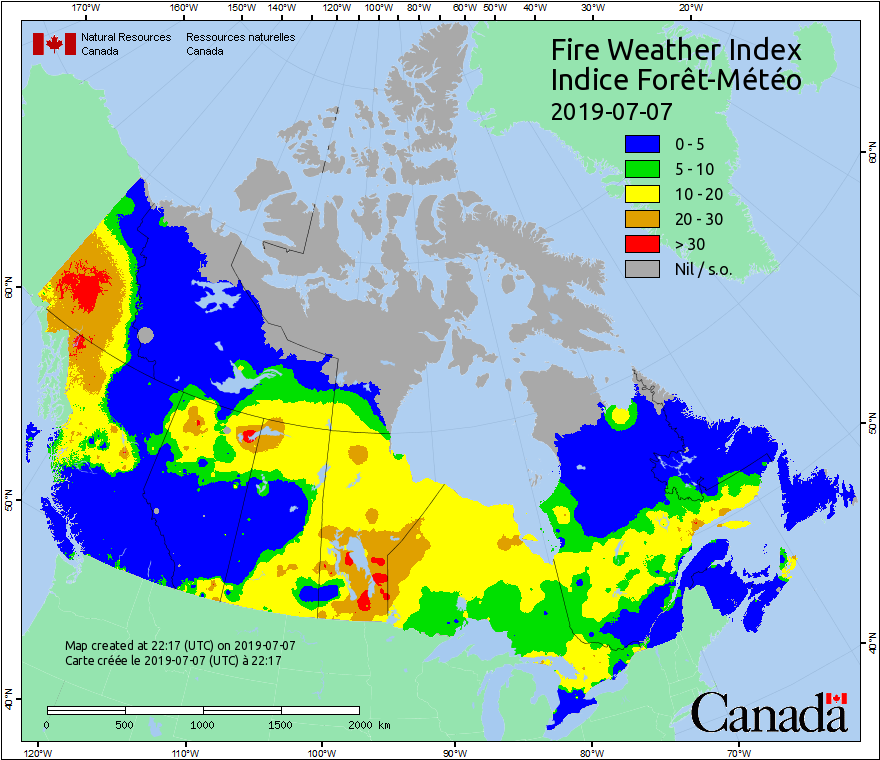 170°W 160°W 150°W 140°W 130°W 120°W 110°W 100°W 90°W 80°W 70°W 60°W 50°W 40°W 30°W 20°W
Natural Resources Ressources naturelles
Canada Canada
Fire Weather Index
Indice Forêt-Météo
2019-07-07
0 - 5
5 - 10
10 - 20
20 - 30
> 30
Nil / s.o.
60°N
50°N
40°N
60°N
50°N
40°N
Map created at 22:17 (UTC) on 2019-07-07
Carte créée le 2019-07-07 (UTC) à 22:17
0 500 1000 1500 2000 km
Canada
120°W 110°W 100°W 90°W 80°W 70°W